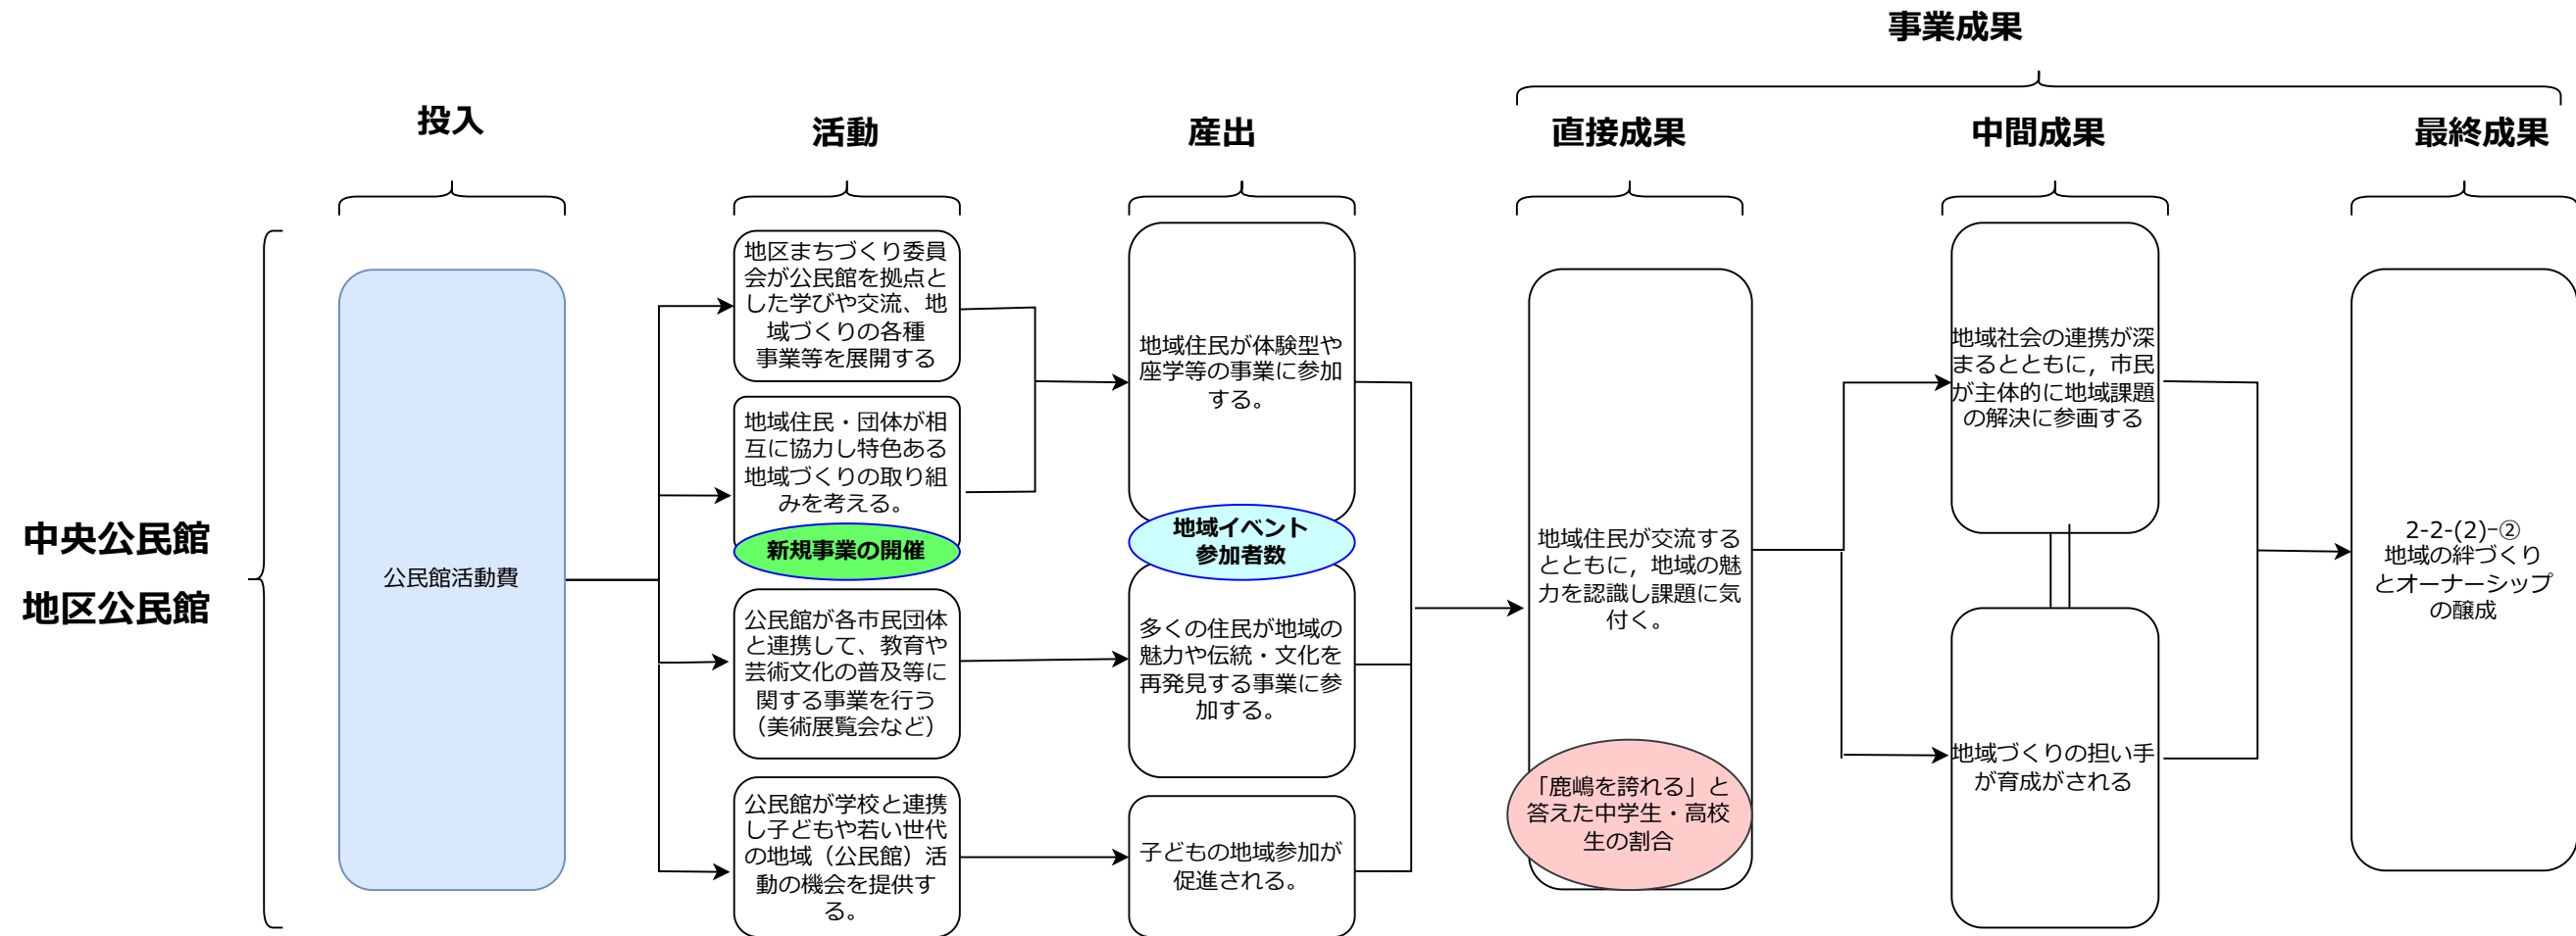 事業成果
投入
活動
産出
直接成果
中間成果
最終成果
中央公民館
地区公民館
公民館活動費
地区まちづくり委員
会が公民館を拠点と
した学びや交流、地
域づくりの各種
事業等を展開する
地域住民・団体が相
互に協力し特色ある
地域づくりの取り組
みを考える。
新規事業の開催
公民館が各市民団体
と連携して、教育や
芸術文化の普及等に
関する事業を行う
（美術展覧会など）
公民館が学校と連携
し子どもや若い世代
の地域（公民館）活
動の機会を提供す
る。
地域住民が体験型や
座学等の事業に参加
する。
地域イベント
参加者数
多くの住民が地域の
魅力や伝統・文化を
再発見する事業に参
加する。
子どもの地域参加が
促進される。
地域住民が交流する
とともに，地域の魅
力を認識し課題に気
付く。
「鹿嶋を誇れる」と
答えた中学生・高校
生の割合
地域社会の連携が深
まるとともに，市民
が主体的に地域課題
の解決に参画する
地域づくりの担い手
が育成がされる
2-2-(2)-②
地域の絆づくり
とオーナーシップ
の醸成